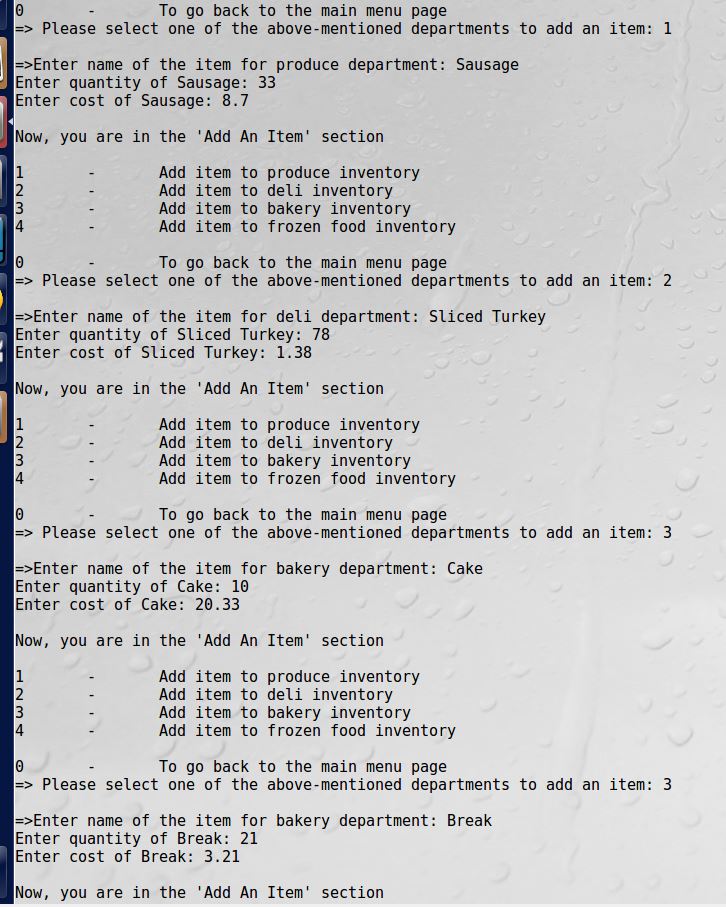 0 - To go back to the main menu page
=> Please select one of the above-mentioned departments to add an item: 1
=>Enter name of the item for produce department: Sausage
Enter quantity of Sausage: 33
Enter cost of Sausage: 8.7
Now, you are in the 'Add An Item' section
1 - Add item to produce inventory
2 - Add item to deli inventory
3 - Add item to bakery inventory
4 - Add item to frozen food inventory
0 - To go back to the main menu page
=> Please select one of the above-mentioned departments to add an item: 2
=>Enter name of the item for deli department: Sliced Turkey
Enter quantity of Sliced Turkey: 78
Enter cost of Sliced Turkey: 1.38
Now, you are in the 'Add An Item' section
1 - Add item to produce inventory
2 - Add item to deli inventory
3 - Add item to bakery inventory
4 - Add item to frozen food inventory
0 - To go back to the main menu page
=> Please select one of the above-mentioned departments to add an item: 3
=>Enter name of the item for bakery department: Cake
Enter quantity of Cake: 10
Enter cost of Cake: 20.33
Now, you are in the 'Add An Item' section
1 - Add item to produce inventory
2 - Add item to deli inventory
3 - Add item to bakery inventory
4 - Add item to frozen food inventory
0 - To go back to the main menu page
=> Please select one of the above-mentioned departments to add an item: 3
=>Enter name of the item for bakery department: Break
Enter quantity of Break: 21
Enter cost of Break: 3.21
Now, you are in the 'Add An Item' section